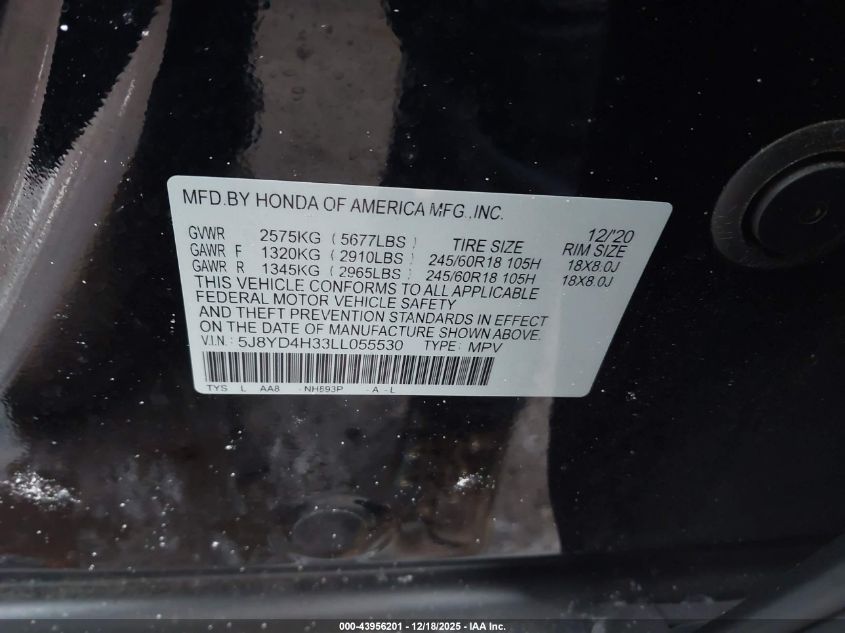 MFD.BY HONDA OF AMERICA MFG.,INC.
12/'20
GVWR 2575KG (5677LBS) TIRE SIZE RIM SIZE
GAWR F 1320KG (2910LBS) 245/60R18 105H 18X8.0J
GAWR R 1345KG (2965LBS) 245/60R18 105H 18X8.0J
THIS VEHICLE CONFORMS TO ALL APPLICABLE
FEDERAL MOTOR VEHICLE SAFETY
AND THEFT PREVENTION STANDARDS IN EFFECT
ON THE DATE OF MANUFACTURE SHOWN ABOVE.
V.I.N: 5J8YD4H33LL055530 TYPE: MPV
TYS L AA8 -NH893P -A -L
000-43956201 - 12/18/2025 - IAA Inc.